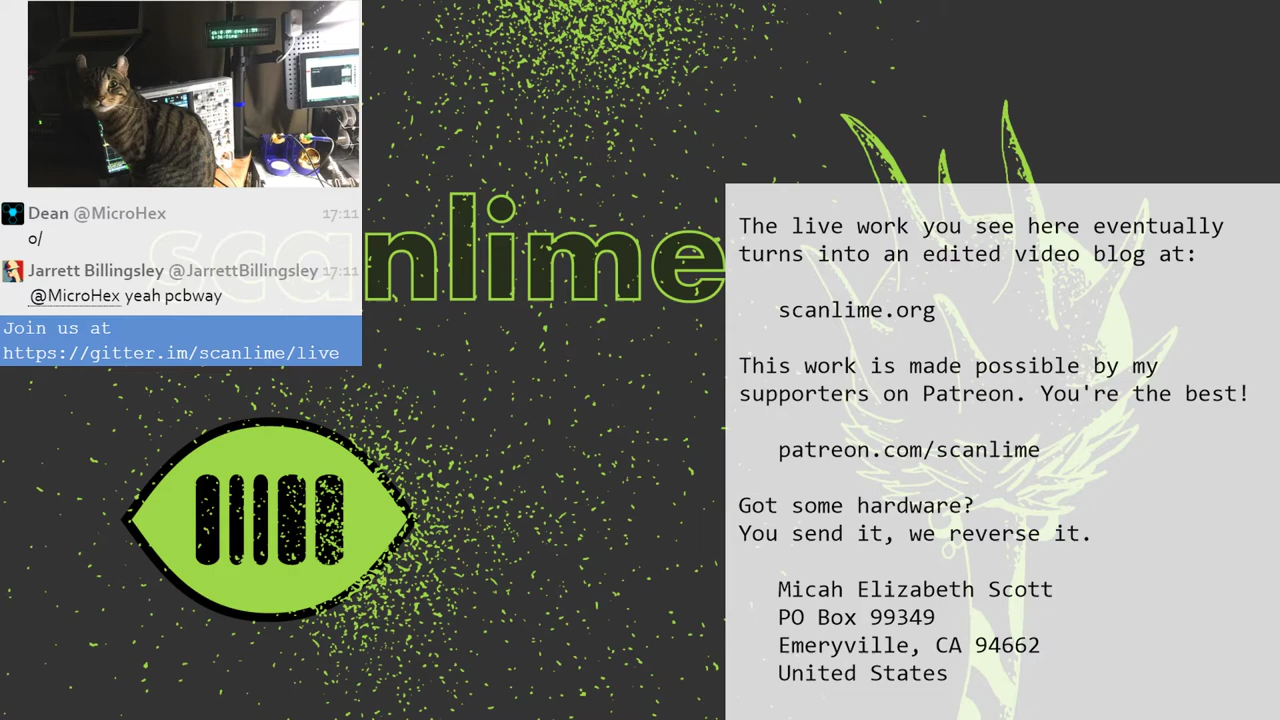 Dean @MicroHex 17:11
o/
Jarrett Billingsley @JarrettBillingsley 17:11
@MicroHex yeah pcbway
Join us at
https://gitter.im/scanlime/live
scanlime
The live work you see here eventually
turns into an edited video blog at:
scanlime.org
This work is made possible by my
supporters on Patreon. You're the best!
patreon.com/scanlime
Got some hardware?
You send it, we reverse it.
Micah Elizabeth Scott
PO Box 99349
Emeryville, CA 94662
United States